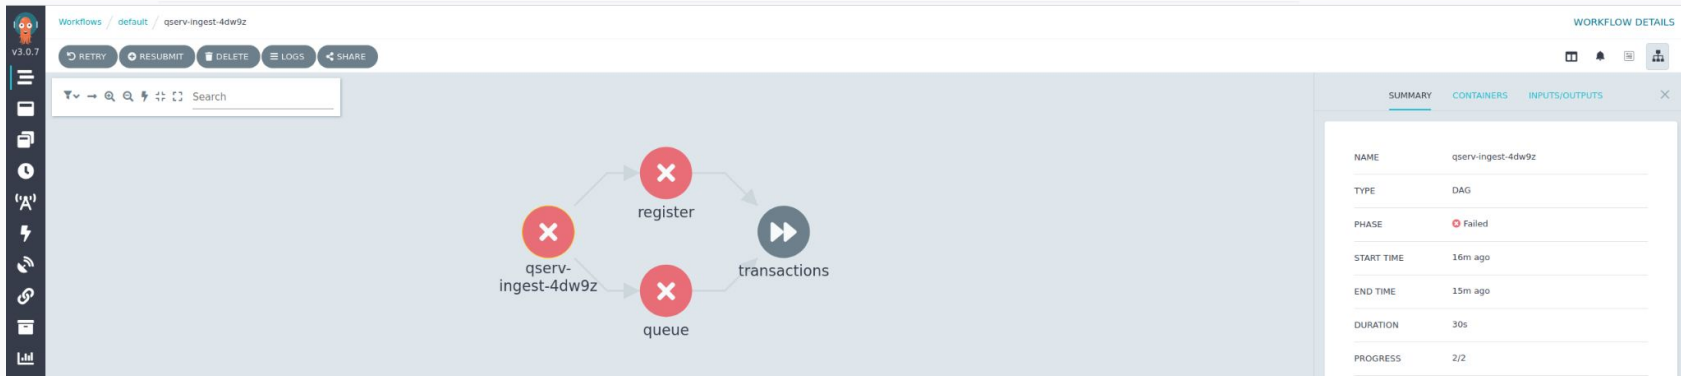 Workflows / default / qserv-ingest-4dw9z
WORKFLOW DETAILS
v3.0.7
RETRY
RESUBMIT
DELETE
LOGS
SHARE
Search
SUMMARY
CONTAINERS
INPUTS/OUTPUTS
register
qserv-
ingest-4dw9z
transactions
queue
NAME qserv-ingest-4dw9z
TYPE DAG
PHASE Failed
START TIME 16m ago
END TIME 15m ago
DURATION 30s
PROGRESS 2/2